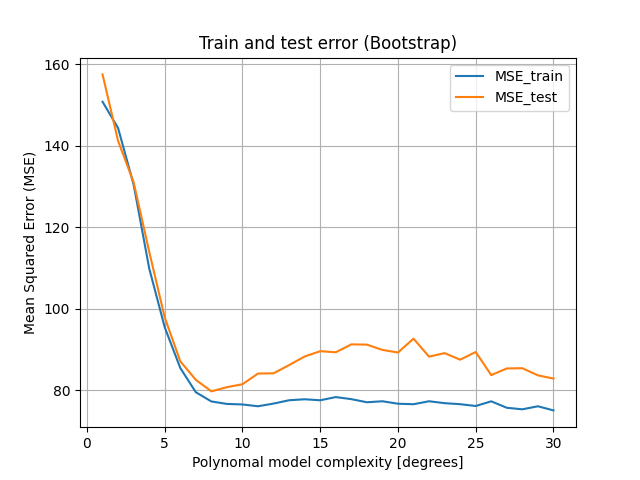 Train and test error (Bootstrap)
MSE_train
MSE_test
Mean Squared Error (MSE)
160
140
120
100
80
0 5 10 15 20 25 30
Polynomal model complexity [degrees]